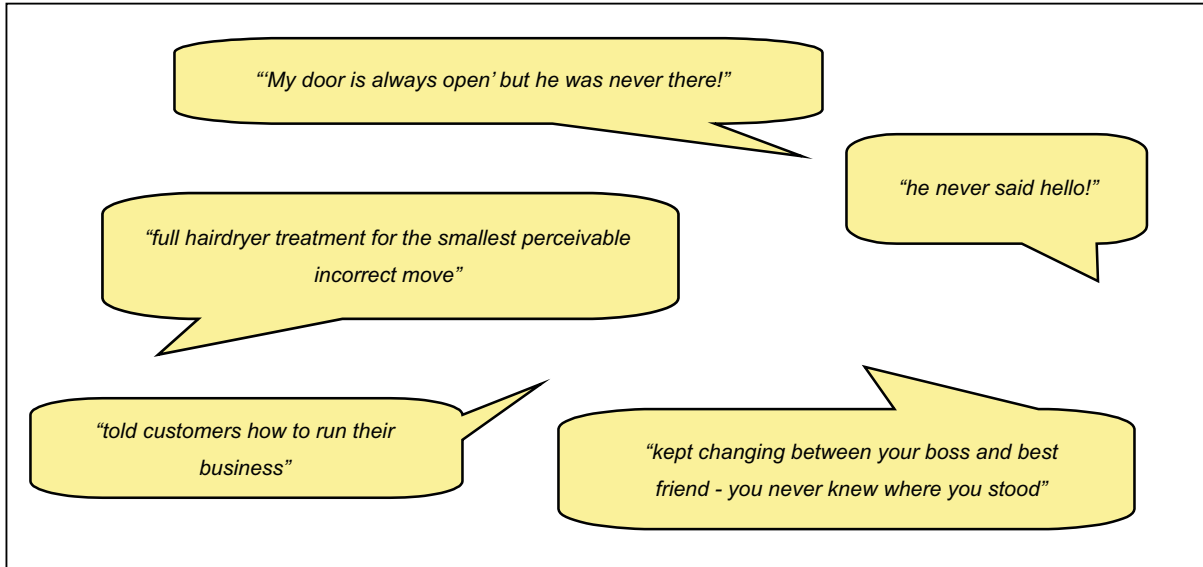 “‘My door is always open’ but he was never there!”
“he never said hello!”
“full hairdryer treatment for the smallest perceivable
incorrect move”
“told customers how to run their
business”
“kept changing between your boss and best
friend - you never knew where you stood”